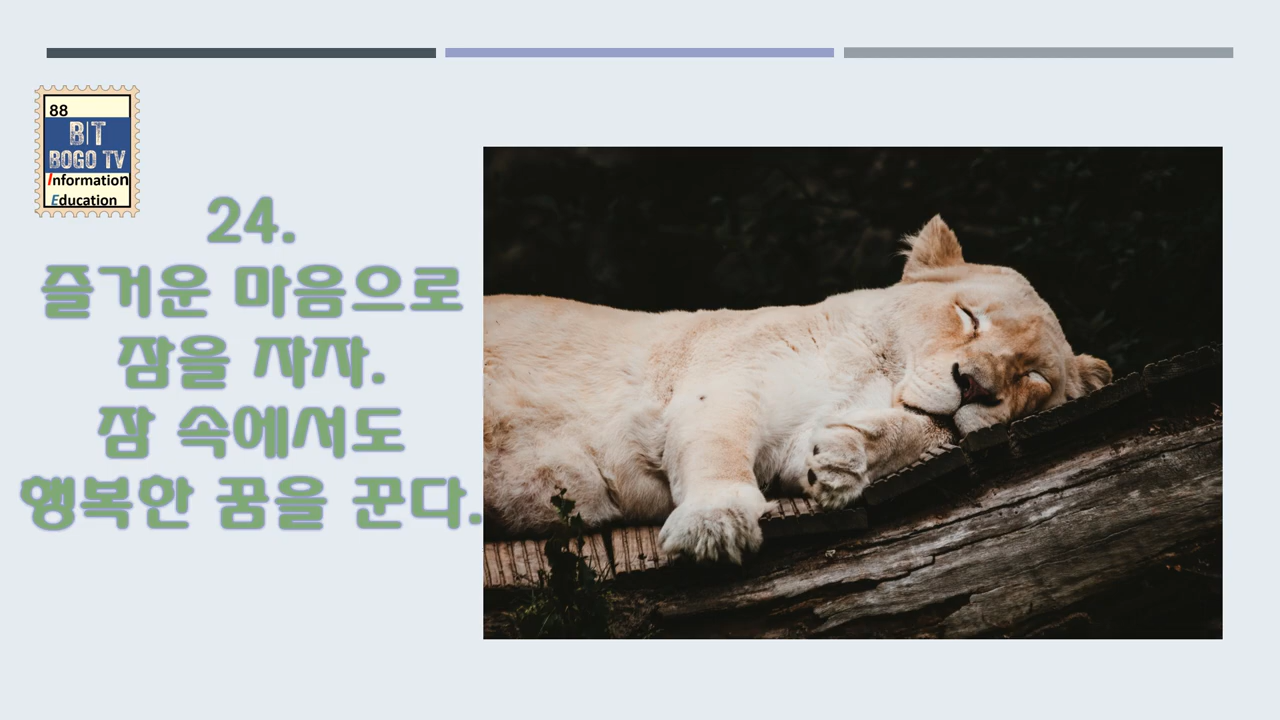 88
B|T
BOGO TV
Information
Education
24.
즐거운 마음으로
잠을 자자.
잠 속에서도
행복한 꿈을 꾼다.